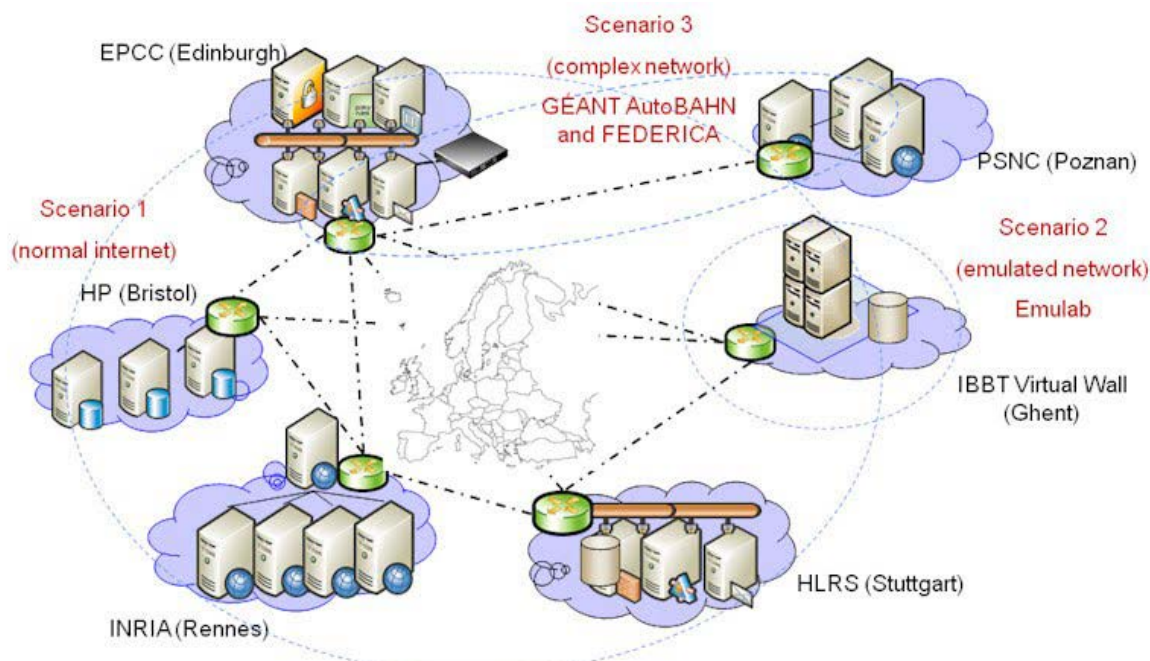 EPCC (Edinburgh)
Scenario 3
(complex network)
GÉANT AutoBAHN
and FEDERICA
PSNC (Poznan)
Scenario 1
(normal internet)
HP (Bristol)
Scenario 2
(emulated network)
Emulab
IBBT Virtual Wall
(Ghent)
HLRS (Stuttgart)
INRIA (Rennes)